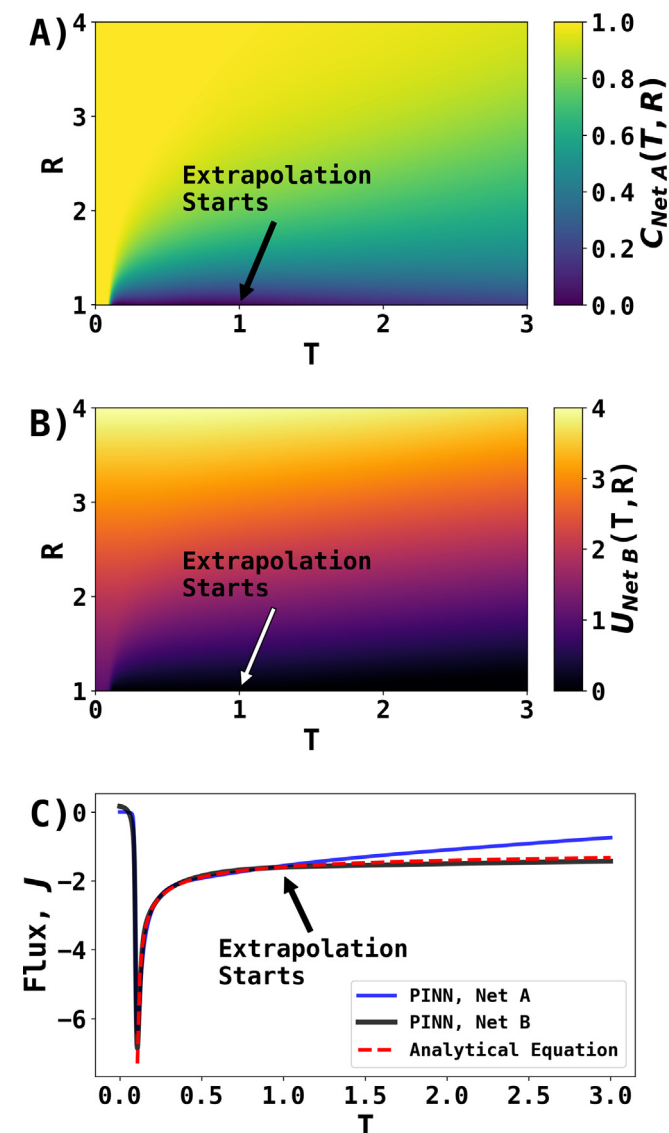 A)
4
3
2
1
R
0
1
2
3
T
Extrapolation
Starts
1.0
0.8
0.6
0.4
0.2
0.0
C_Net A(T, R)
B)
4
3
2
1
R
0
1
2
3
T
Extrapolation
Starts
4
3
2
1
0
U_Net B(T,R)
C)
0
−2
−4
−6
Flux, J
Extrapolation
Starts
PINN, Net A
PINN, Net B
Analytical Equation
0.0
0.5
1.0
1.5
2.0
2.5
3.0
T